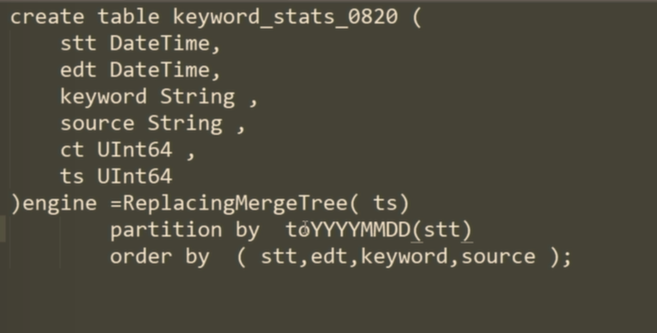 create table keyword_stats_0820 (
    stt DateTime,
    edt DateTime,
    keyword String ,
    source String ,
    ct UInt64 ,
    ts UInt64
)engine =ReplacingMergeTree( ts)
        partition by  toYYYYMMDD(stt)
        order by  ( stt,edt,keyword,source );